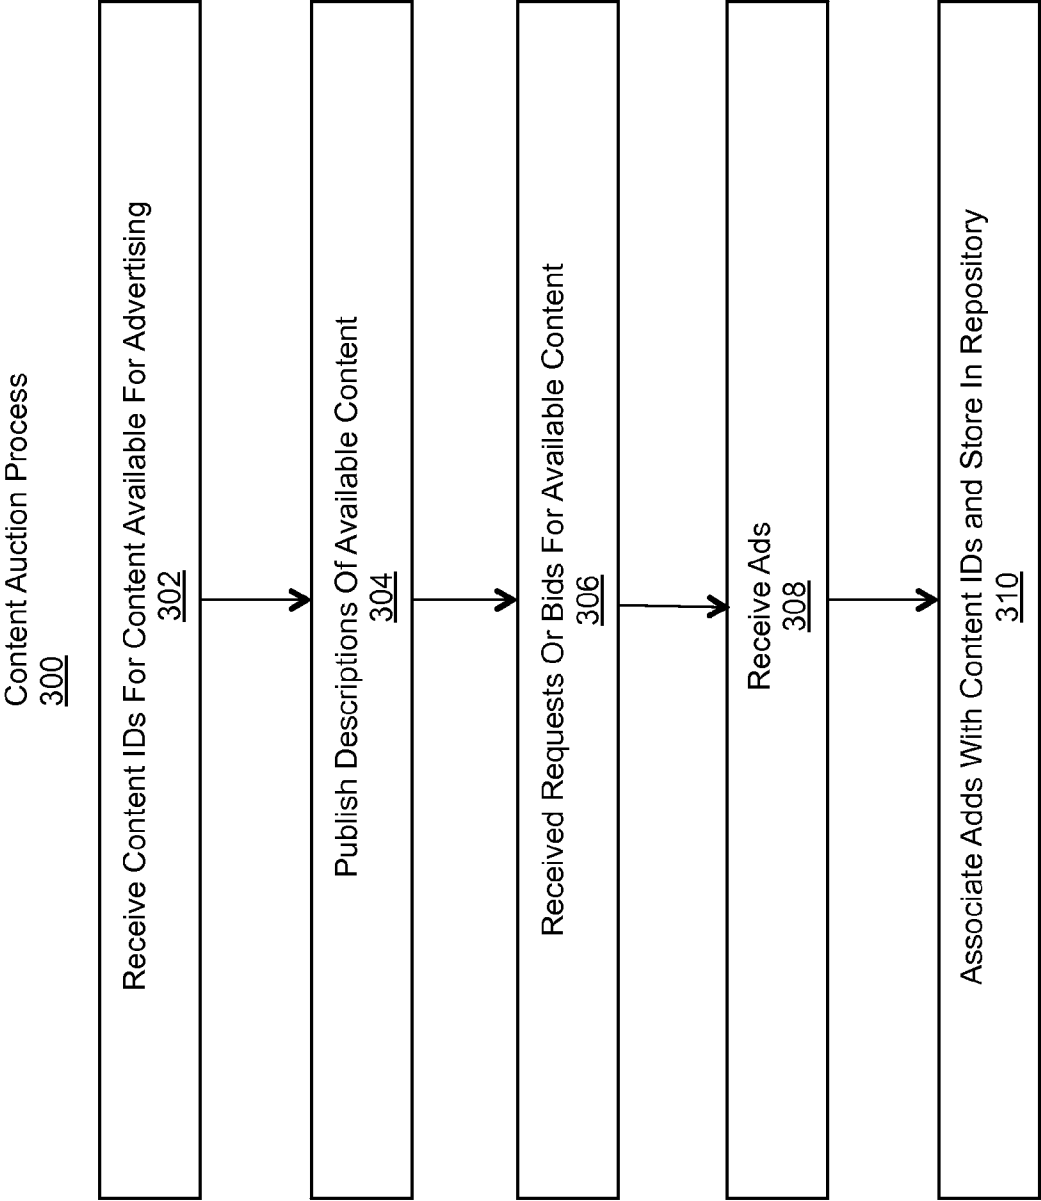 Content Auction Process
300
Receive Content IDs For Content Available For Advertising
302
Publish Descriptions Of Available Content
304
Received Requests Or Bids For Available Content
306
Receive Ads
308
Associate Adds With Content IDs and Store In Repository
310